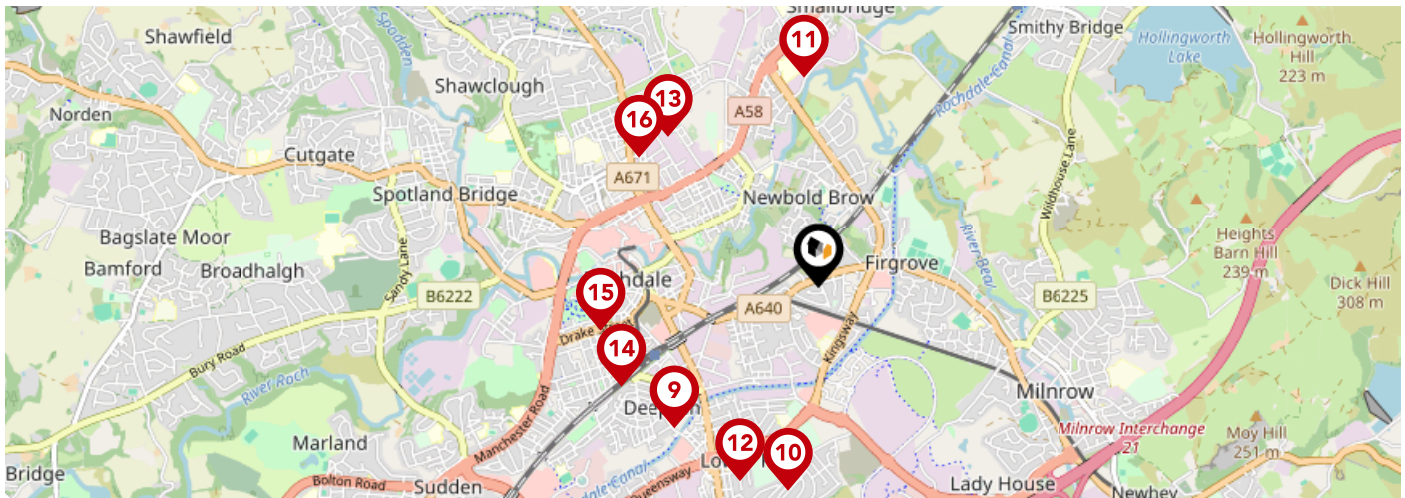 Smallbridge
Shawfield
Spodden
Smithy Bridge
Hollingworth
Lake
Hollingworth
Hill
223 m
11
Shawclough
13
A58
Rochdale Canal
Norden
16
Cutgate
A671
Wildhouse Lane
Spotland Bridge
Newbold Brow
Bagslate Moor
River Beal
Heights
Barn Hill
239 m
Bamford
Broadhalgh
Sandy Lane
Firgrove
15
B6222
A640
B6225
Dick Hill
308 m
Drake
14
Kingsway
Bury Road
River Roch
9
Milnrow
Manchester Road
Marland
12
10
Milnrow Interchange
21
Moy Hill
251 m
Bridge
Bolton Road
Sudden
Queensway
Lady House
Newhey